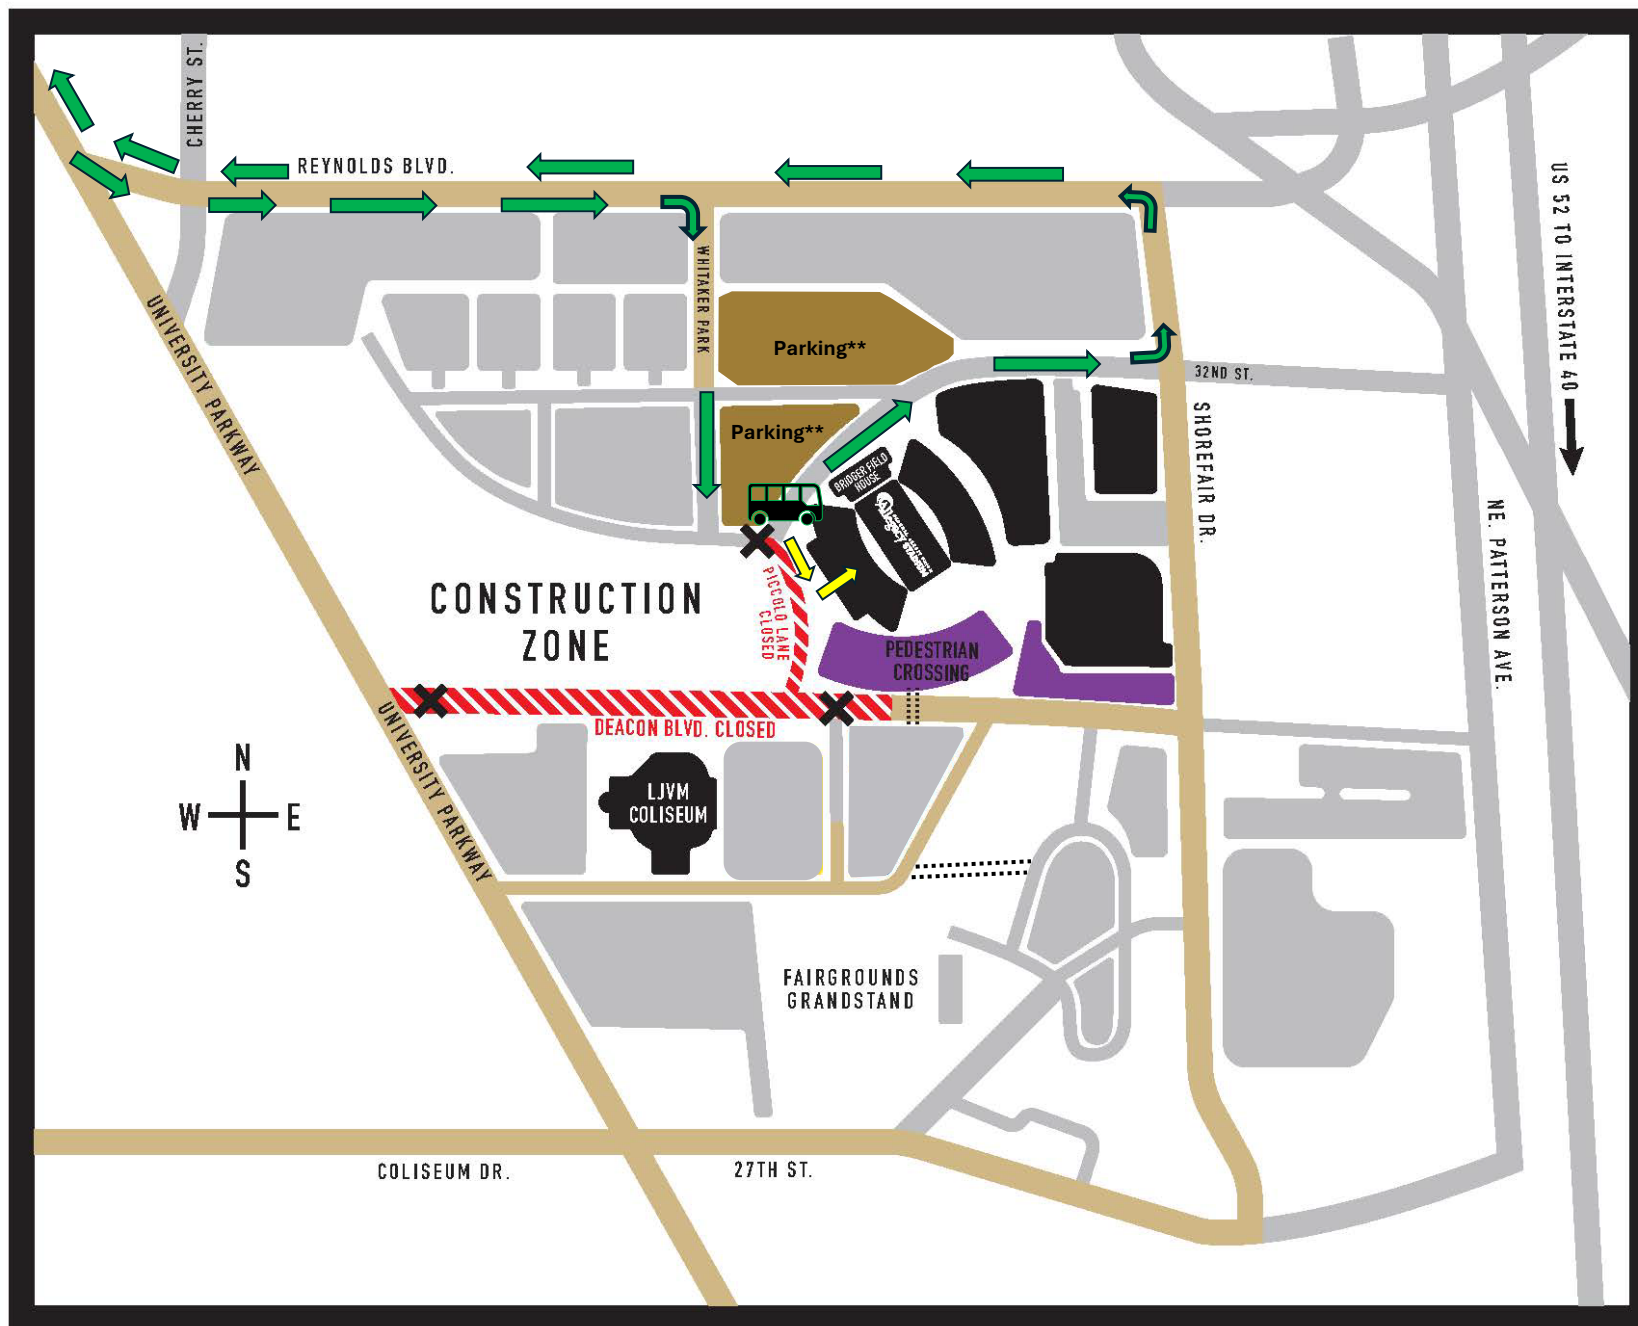 CHERRY ST.
REYNOLDS BLVD.
US 52 TO INTERSTATE 40
WHITAKER PARK
UNIVERSITY PARKWAY
Parking**
32ND ST.
SHOREFAIR DR.
Parking**
BRIDGER FIELD
HOUSE
Allegacy
STADIUM
NE. PATTERSON AVE.
CONSTRUCTION
ZONE
PICCOLO LANE
CLOSED
PEDESTRIAN
CROSSING
DEACON BLVD. CLOSED
UNIVERSITY PARKWAY
N
W
E
S
LJVM
COLISEUM
FAIRGROUNDS
GRANDSTAND
COLISEUM DR.
27TH ST.